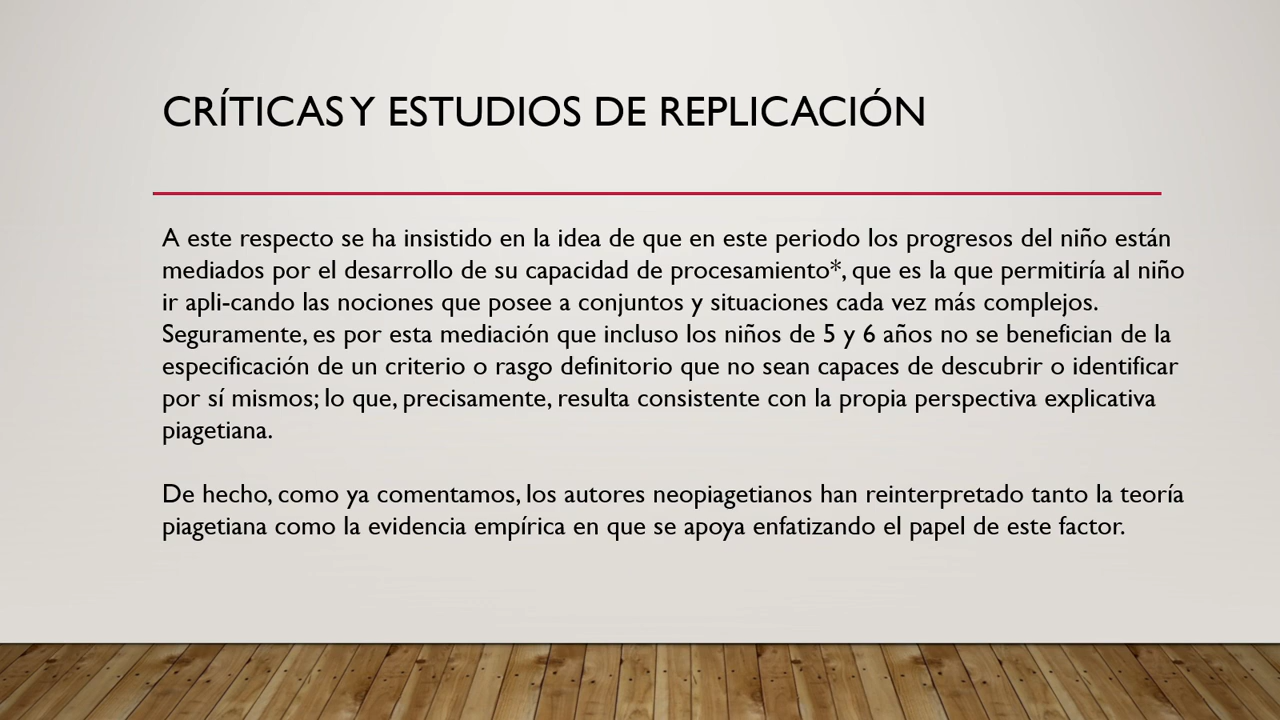 CRÍTICAS Y ESTUDIOS DE REPLICACIÓN
A este respecto se ha insistido en la idea de que en este periodo los progresos del niño están
mediados por el desarrollo de su capacidad de procesamiento*, que es la que permitiría al niño
ir apli-cando las nociones que posee a conjuntos y situaciones cada vez más complejos.
Seguramente, es por esta mediación que incluso los niños de 5 y 6 años no se benefician de la
especificación de un criterio o rasgo definitorio que no sean capaces de descubrir o identificar
por sí mismos; lo que, precisamente, resulta consistente con la propia perspectiva explicativa
piagetiana.
De hecho, como ya comentamos, los autores neopiagetianos han reinterpretado tanto la teoría
piagetiana como la evidencia empírica en que se apoya enfatizando el papel de este factor.